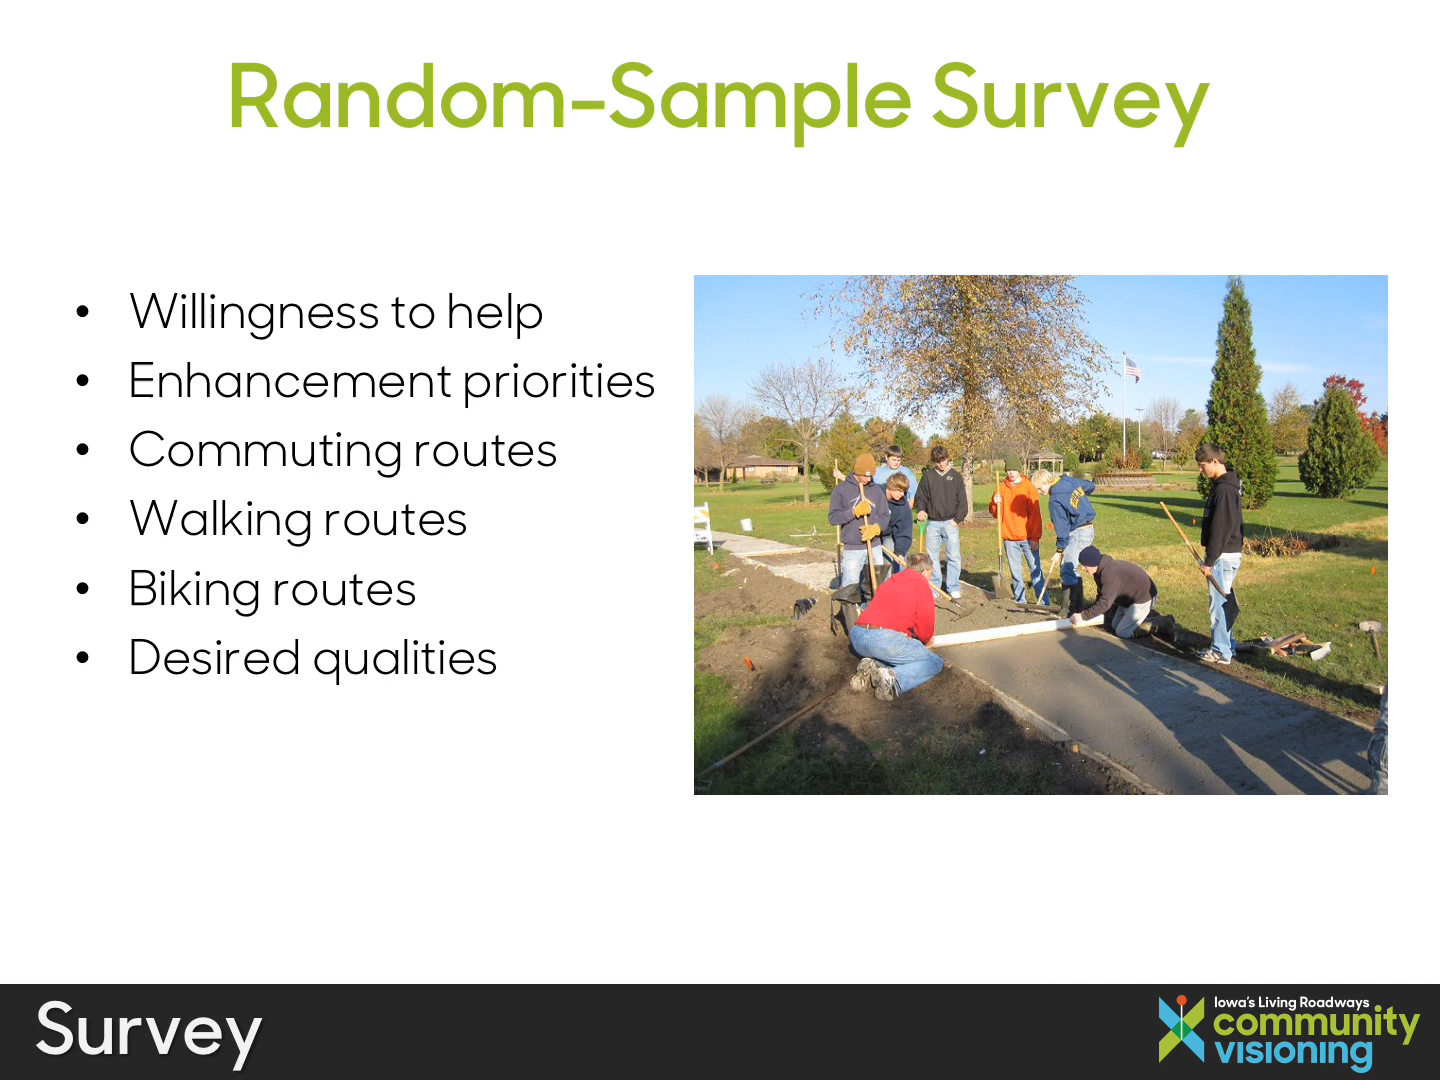 Random-Sample Survey
• Willingness to help
• Enhancement priorities
• Commuting routes
• Walking routes
• Biking routes
• Desired qualities
Survey
Iowa's Living Roadways
community
visioning